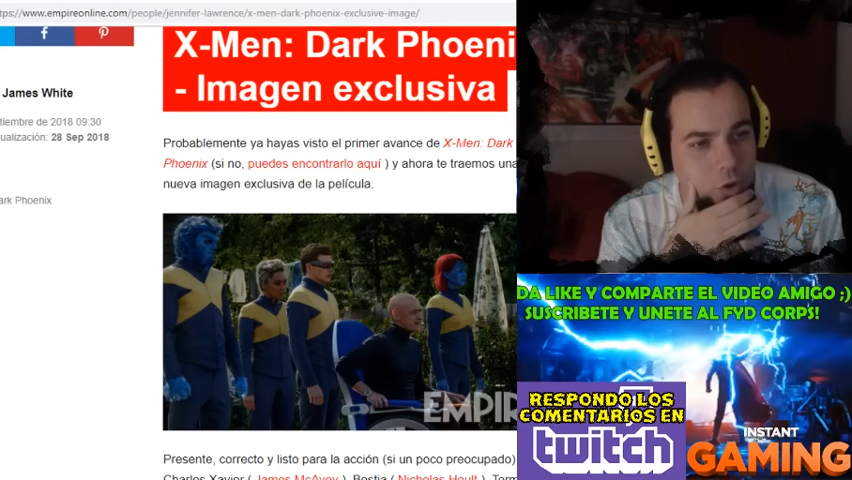 ttps://www.empireonline.com/people/jennifer-lawrence/x-men-dark-phoenix-exclusive-image/
X-Men: Dark Phoeni
- Imagen exclusiva
James White
tiembre de 2018 09:30
ualización: 28 Sep 2018
ark Phoenix
Probablemente ya hayas visto el primer avance de X-Men: Dark
Phoenix (si no, puedes encontrarlo aquí ) y ahora te traemos una
nueva imagen exclusiva de la película.
EMPIR
Presente, correcto y listo para la acción (si un poco preocupado)
Charles Xavier ( James McAvoy ), Bestia ( Nicholas Hoult ), Torm
DA LIKE Y COMPARTE EL VIDEO AMIGO ;)
SUSCRIBETE Y UNETE AL FYD CORPS!
RESPONDO LOS
COMENTARIOS EN
twitch
INSTANT
GAMING